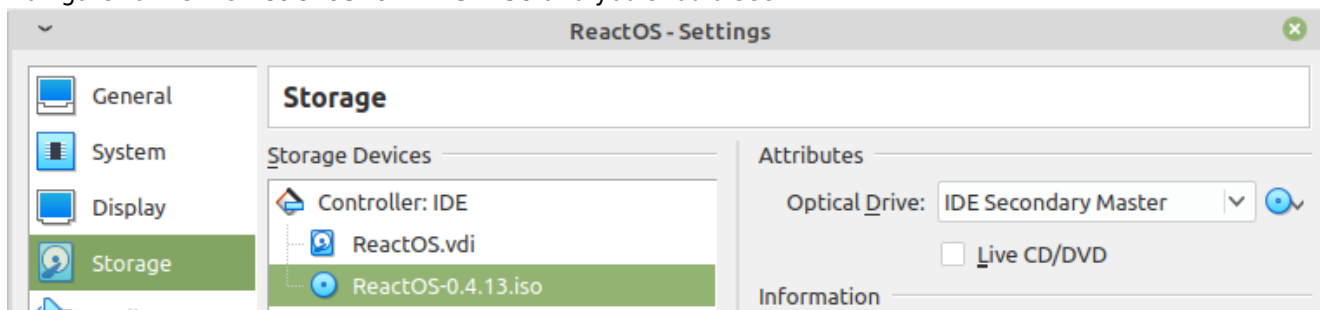 ReactOS - Settings
General
Storage
System
Storage Devices
Attributes
Display
Controller: IDE
Optical Drive: IDE Secondary Master
ReactOS.vdi
Live CD/DVD
Storage
ReactOS-0.4.13.iso
Information